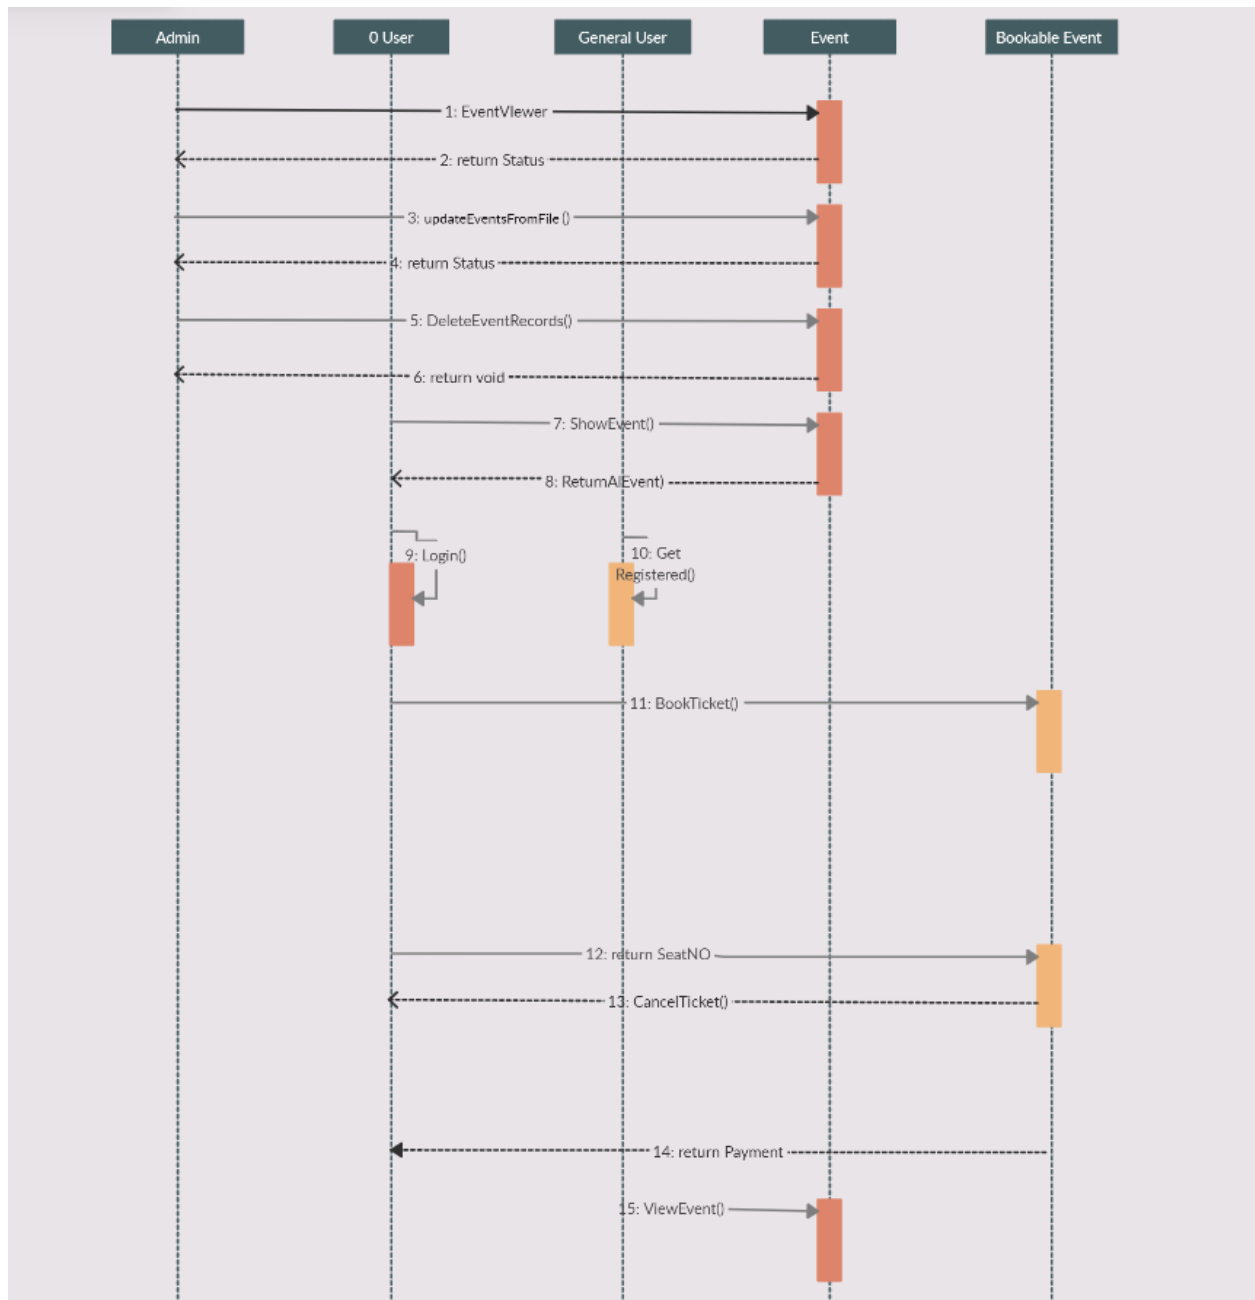 Admin
0 User
General User
Event
Bookable Event
1: EventVIewer
2: return Status
3: updateEventsFromFile ()
4: return Status
5: DeleteEventRecords()
6: return void
7: ShowEvent()
8: ReturnAlEvent)
9: Login()
10: Get
Registered()
11: BookTicket()
12: return SeatNO
13: CancelTicket()
14: return Payment
15: ViewEvent()